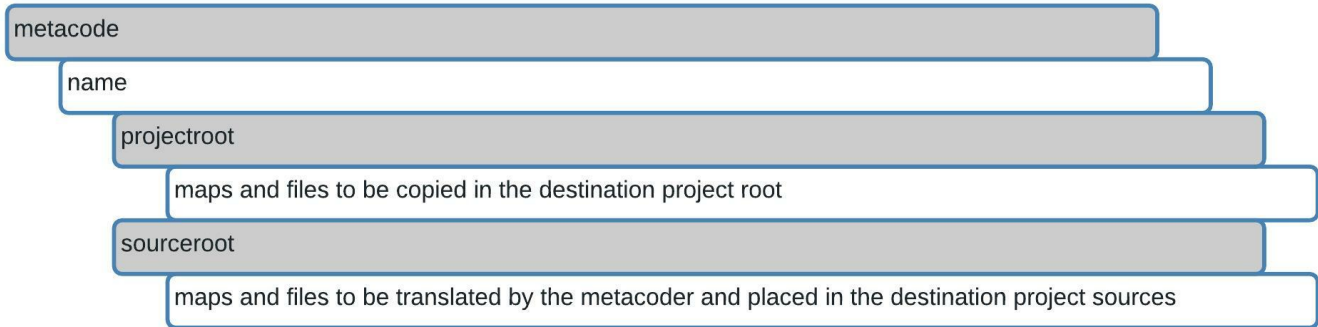 metacode
name
projectroot
maps and files to be copied in the destination project root
sourceroot
maps and files to be translated by the metacoder and placed in the destination project sources